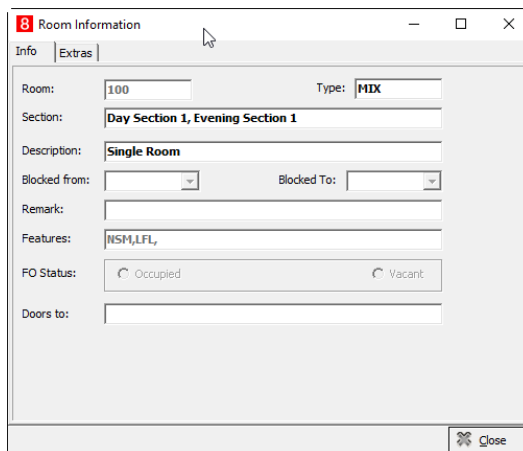 8 Room Information
Info Extras
Room: 100 Type: MIX
Section: Day Section 1, Evening Section 1
Description: Single Room
Blocked from: Blocked To:
Remark:
Features: NSM,LFL,
FO Status: Occupied Vacant
Doors to:
Close